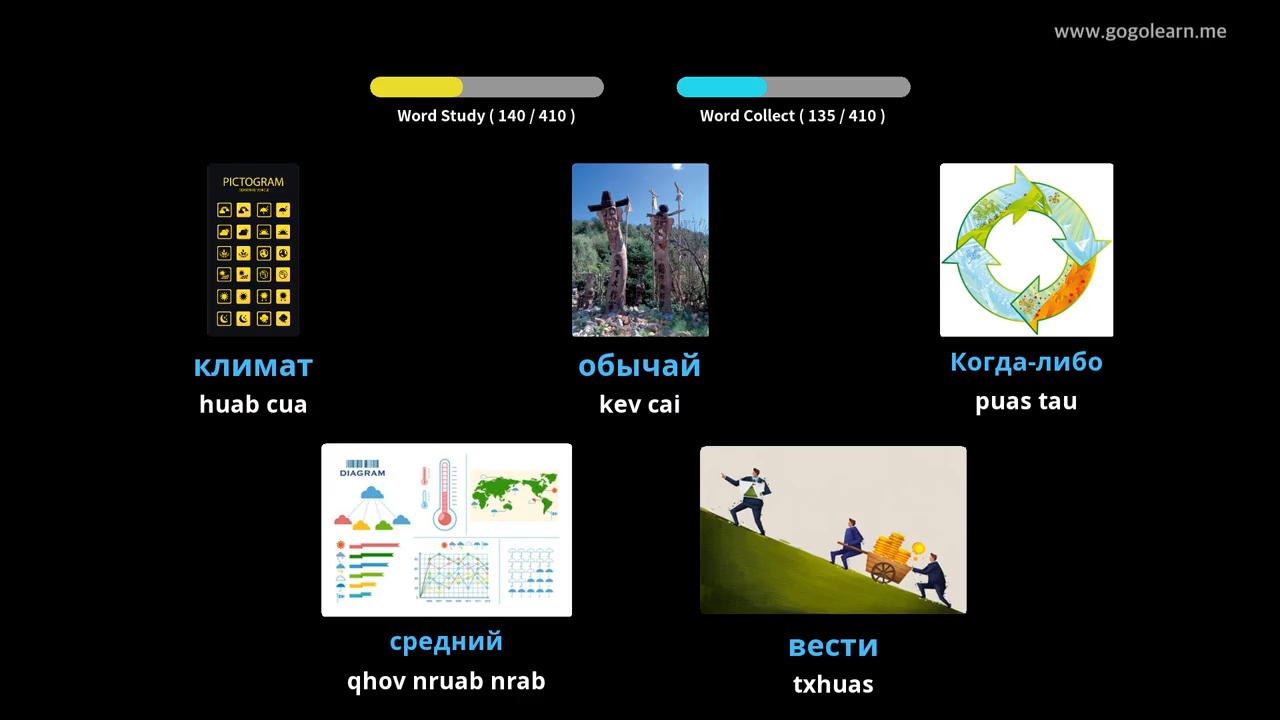 www.gogolearn.me
Word Study ( 140 / 410 )
Word Collect ( 135 / 410 )
PICTOGRAM
климат
huab cua
обычай
kev cai
Когда-либо
puas tau
DIAGRAM
средний
qhov nruab nrab
вести
txhuas